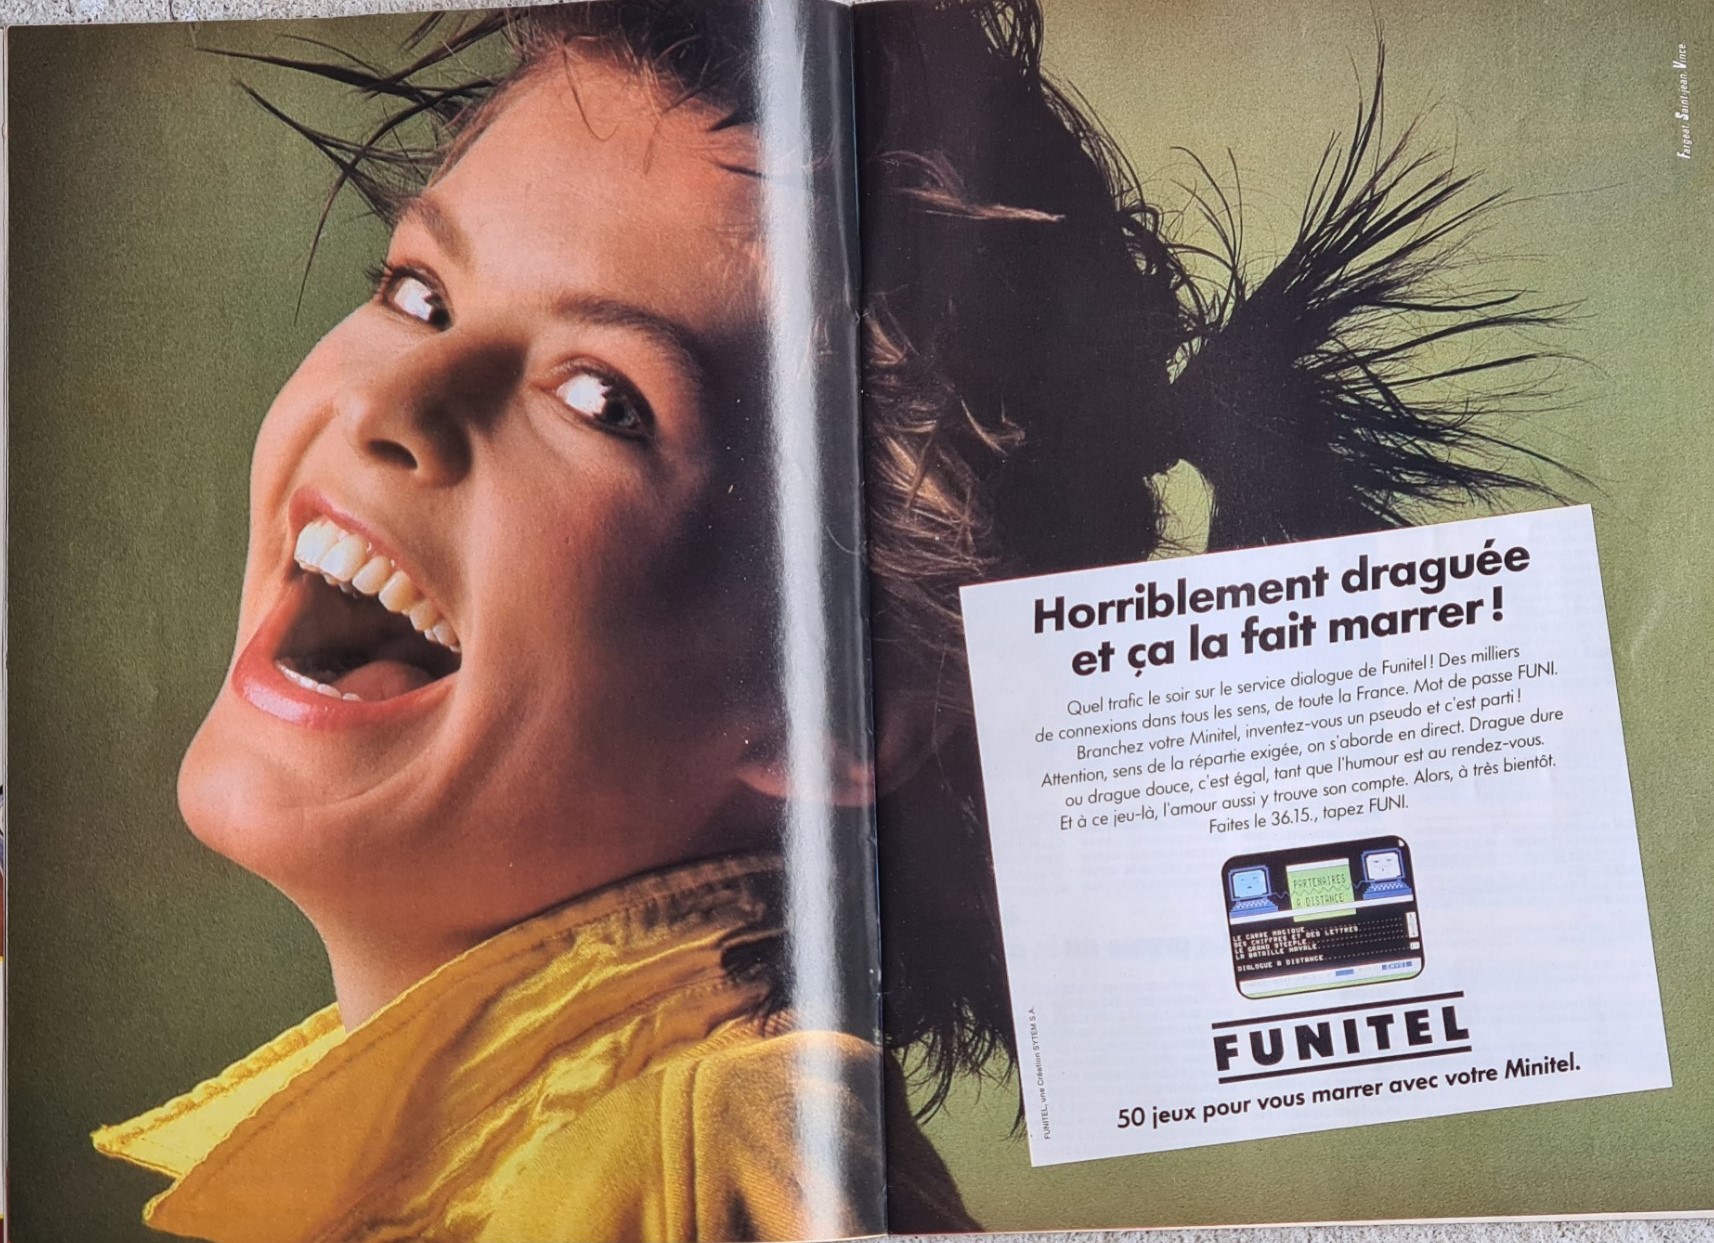 Fargeat. Saint-Jean. Vince.
Horriblement draguée
et ça la fait marrer !
Quel trafic le soir sur le service dialogue de Funitel ! Des milliers
de connexions dans tous les sens, de toute la France. Mot de passe FUNI.
Branchez votre Minitel, inventez-vous un pseudo et c'est parti !
Attention, sens de la répartie exigée, on s'aborde en direct. Drague dure
ou drague douce, c'est égal, tant que l'humour est au rendez-vous.
Et à ce jeu-là, l'amour aussi y trouve son compte. Alors, à très bientôt.
Faites le 36.15., tapez FUNI.
PARTENAIRES
A DISTANCE
LE CARRE MAGIQUE
DES CHIFFRES ET DES LETTRES
LE GRAND STEEPLE
LA BATAILLE NAVALE
DIALOGUE A DISTANCE
ENVOI
FUNITEL
50 jeux pour vous marrer avec votre Minitel.
FUNITEL, une Création SYTEM S.A.